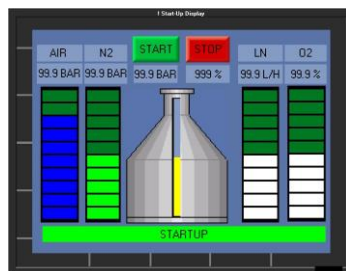 ! Start-Up Display
AIR N2 START STOP LN O2
99.9 BAR 99.9 BAR 99.9 BAR 999 % 99.9 L/H 99.9 %
STARTUP